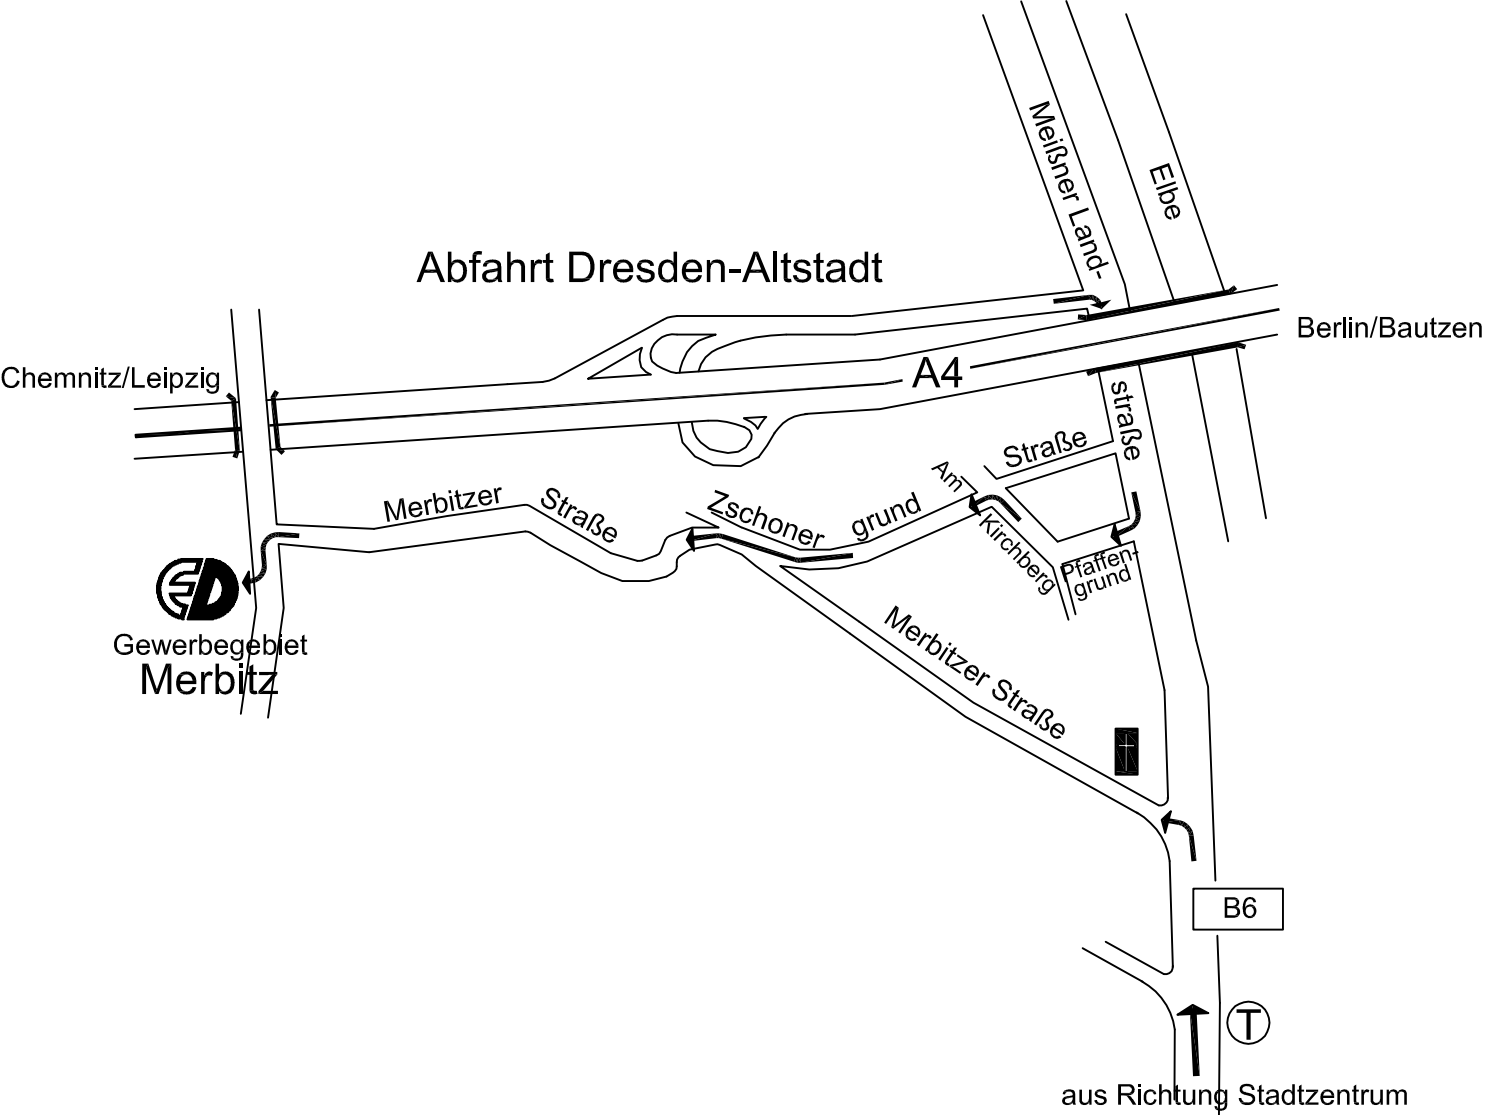 Meißner Land-
Elbe
Abfahrt Dresden-Altstadt
Berlin/Bautzen
Chemnitz/Leipzig
A4
straße
Straße
Am
Merbitzer
Straße
Zschoner
grund
Kirchberg
Pfaffen-
grund
ED
Gewerbegebiet
Merbitz
Merbitzer Straße
B6
T
aus Richtung Stadtzentrum